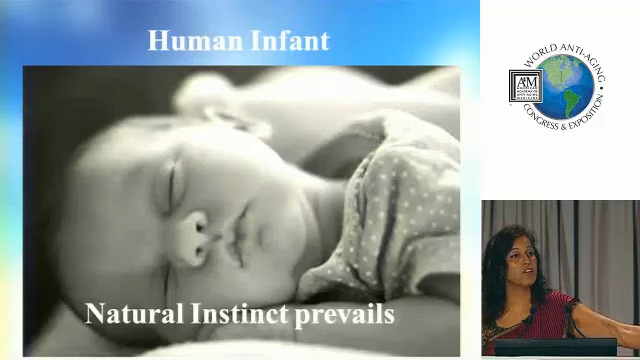 Human Infant
Natural Instinct prevails
WORLD ANTI-AGING
CONGRESS & EXPOSITION